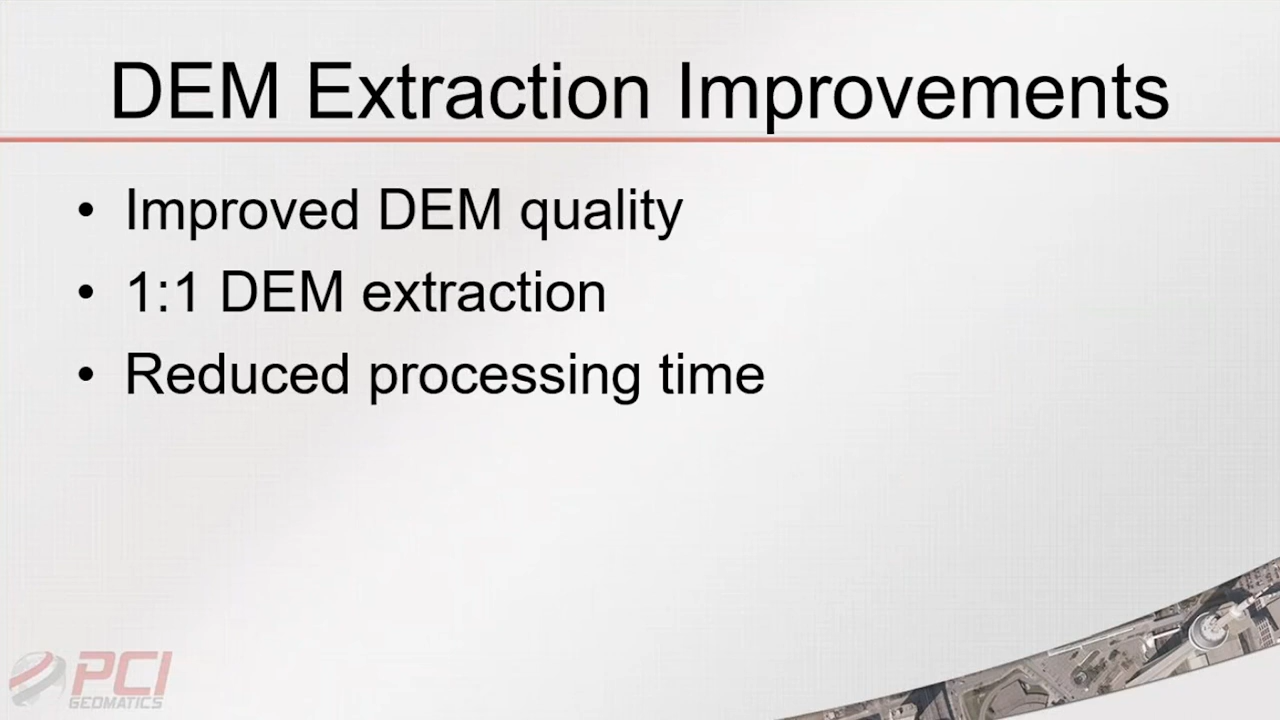 DEM Extraction Improvements
• Improved DEM quality
• 1:1 DEM extraction
• Reduced processing time
PCI
GEOMATICS